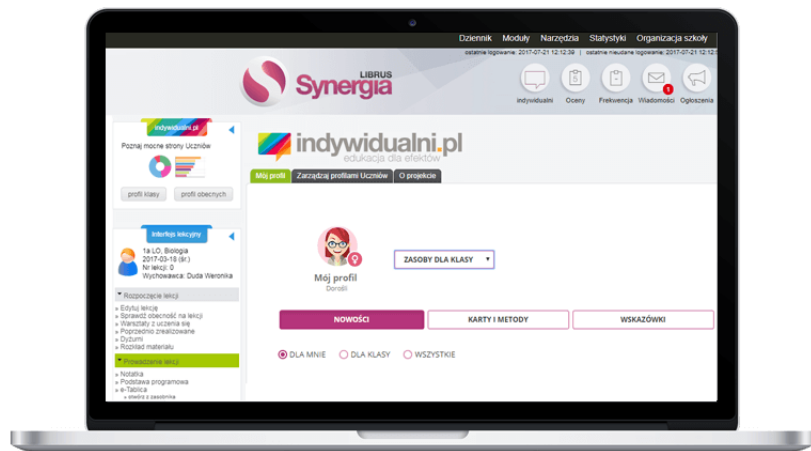 Dziennik Moduły Narzędzia Statystyki Organizacja szkoły
ostatnie logowanie: 2017-07-21 12:12:39 | ostatnie nieudane logowanie: 2017-07-21 12:12:
LIBRUS
Synergia
indywidualni Oceny Frekwencja Wiadomości Ogłoszenia
1
indywidualni.pl
Poznaj mocne strony Uczniów
profil klasy profil obecnych
indywidualni.pl
edukacja dla efektów
Mój profil Zarządzaj profilami Uczniów O projekcie
Interfejs lekcyjny
1a LO, Biologia
2017-03-18 (śr.)
Nr lekcji: 0
Wychowawca: Duda Weronika
Rozpoczęcie lekcji
» Edytuj lekcję
» Sprawdź obecność na lekcji
» Warsztaty z uczenia się
» Poprzednio zrealizowane
» Dyżurni
» Rozkład materiału
Prowadzenie lekcji
» Notatka
» Podstawa programowa
» e-Tablica
» otwórz z zasobnika
Mój profil
Dorośli
ZASOBY DLA KLASY
NOWOŚCI KARTY I METODY WSKAZÓWKI
DLA MNIE DLA KLASY WSZYSTKIE